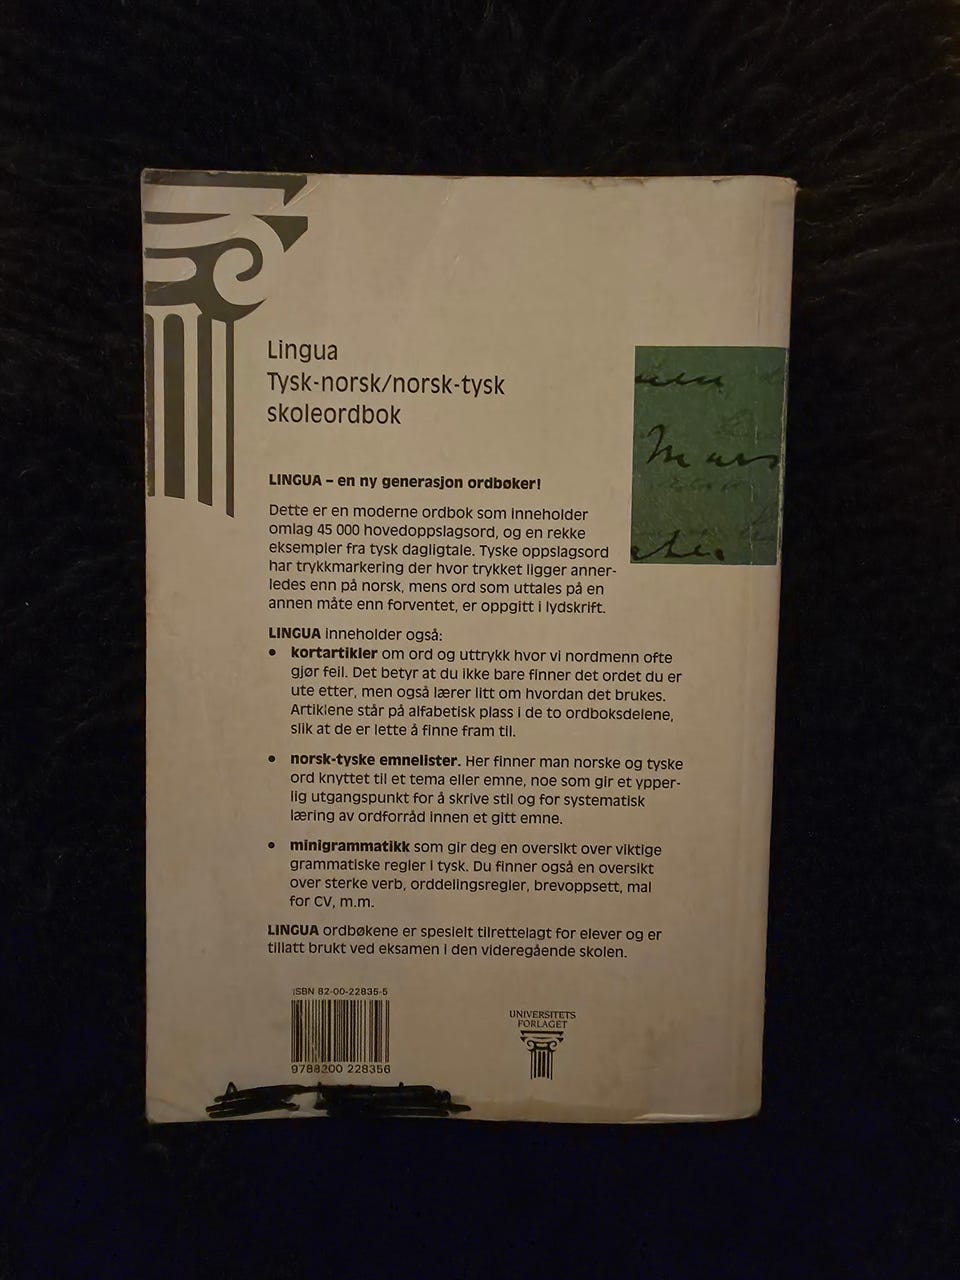 Lingua
Tysk-norsk/norsk-tysk
skoleordbok
LINGUA – en ny generasjon ordbøker!
Dette er en moderne ordbok som inneholder
omlag 45 000 hovedoppslagsord, og en rekke
eksempler fra tysk dagligtale. Tyske oppslagsord
har trykkmarkering der hvor trykket ligger anner-
ledes enn på norsk, mens ord som uttales på en
annen måte enn forventet, er oppgitt i lydskrift.
LINGUA inneholder også:
• kortartikler om ord og uttrykk hvor vi nordmenn ofte
gjør feil. Det betyr at du ikke bare finner det ordet du er
ute etter, men også lærer litt om hvordan det brukes.
Artiklene står på alfabetisk plass i de to ordboksdelene,
slik at de er lette å finne fram til.
• norsk-tyske emnelister. Her finner man norske og tyske
ord knyttet til et tema eller emne, noe som gir et ypper-
lig utgangspunkt for å skrive stil og for systematisk
læring av ordforråd innen et gitt emne.
• minigrammatikk som gir deg en oversikt over viktige
grammatiske regler i tysk. Du finner også en oversikt
over sterke verb, orddelingsregler, brevoppsett, mal
for CV, m.m.
LINGUA ordbøkene er spesielt tilrettelagt for elever og er
tillatt brukt ved eksamen i den videregående skolen.
ISBN 82-00-22835-5
9788200 228356
UNIVERSITETS
FORLAGET